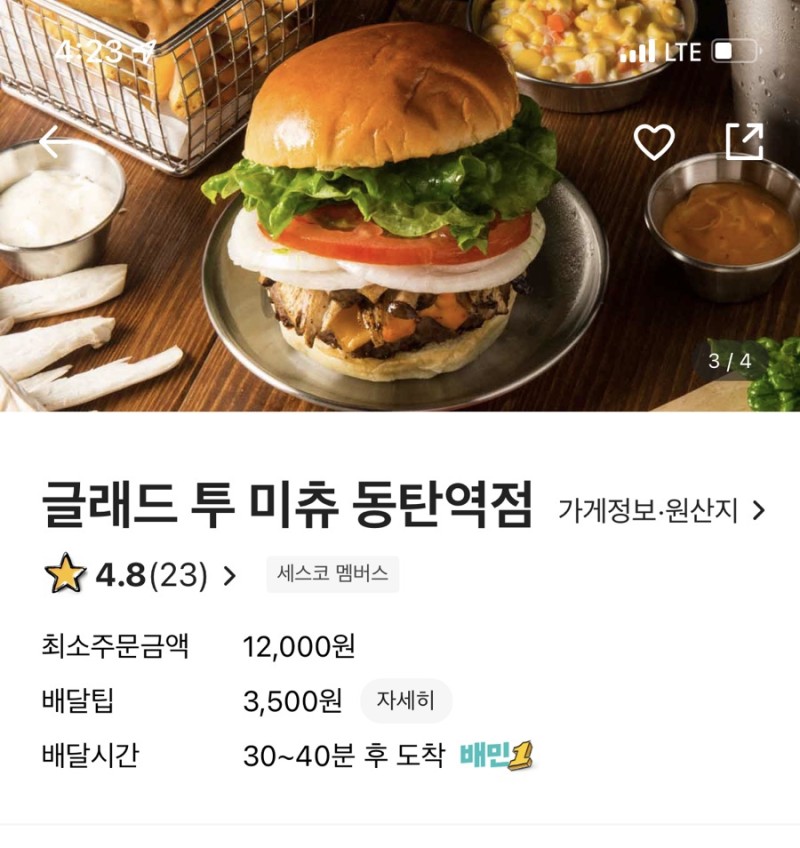 4:23
LTE
3 / 4
글래드 투 미츄 동탄역점 가게정보·원산지
4.8(23) 세스코 멤버스
최소주문금액 12,000원
배달팁 3,500원 자세히
배달시간 30~40분 후 도착 배민1